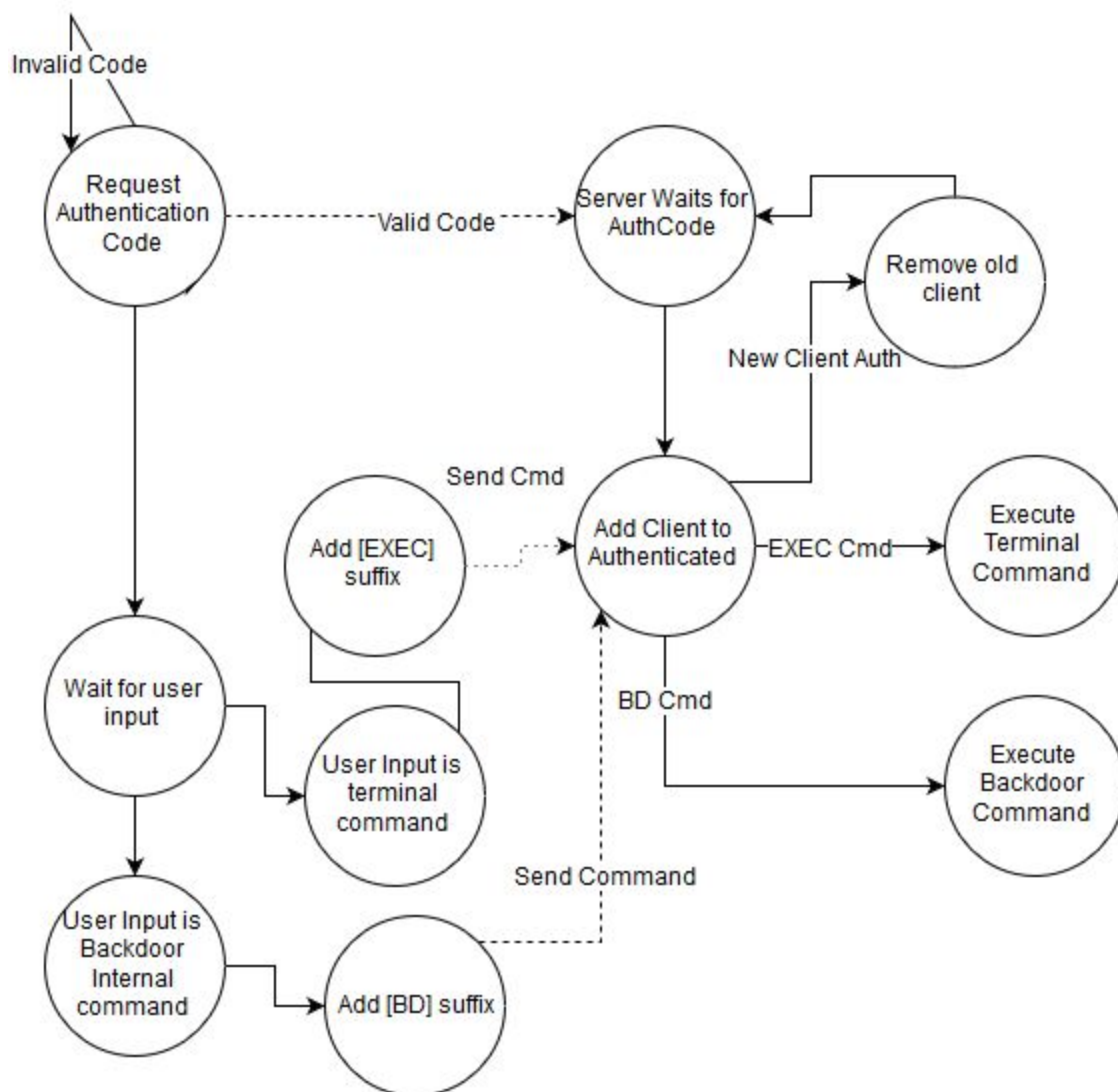 Invalid Code
Request
Authentication
Code
Valid Code
Server Waits for
AuthCode
Remove old
client
New Client Auth
Send Cmd
Add [EXEC]
suffix
Add Client to
Authenticated
EXEC Cmd
Execute
Terminal
Command
Wait for user
input
BD Cmd
User Input is
terminal
command
Execute
Backdoor
Command
Send Command
User Input is
Backdoor
Internal
command
Add [BD] suffix